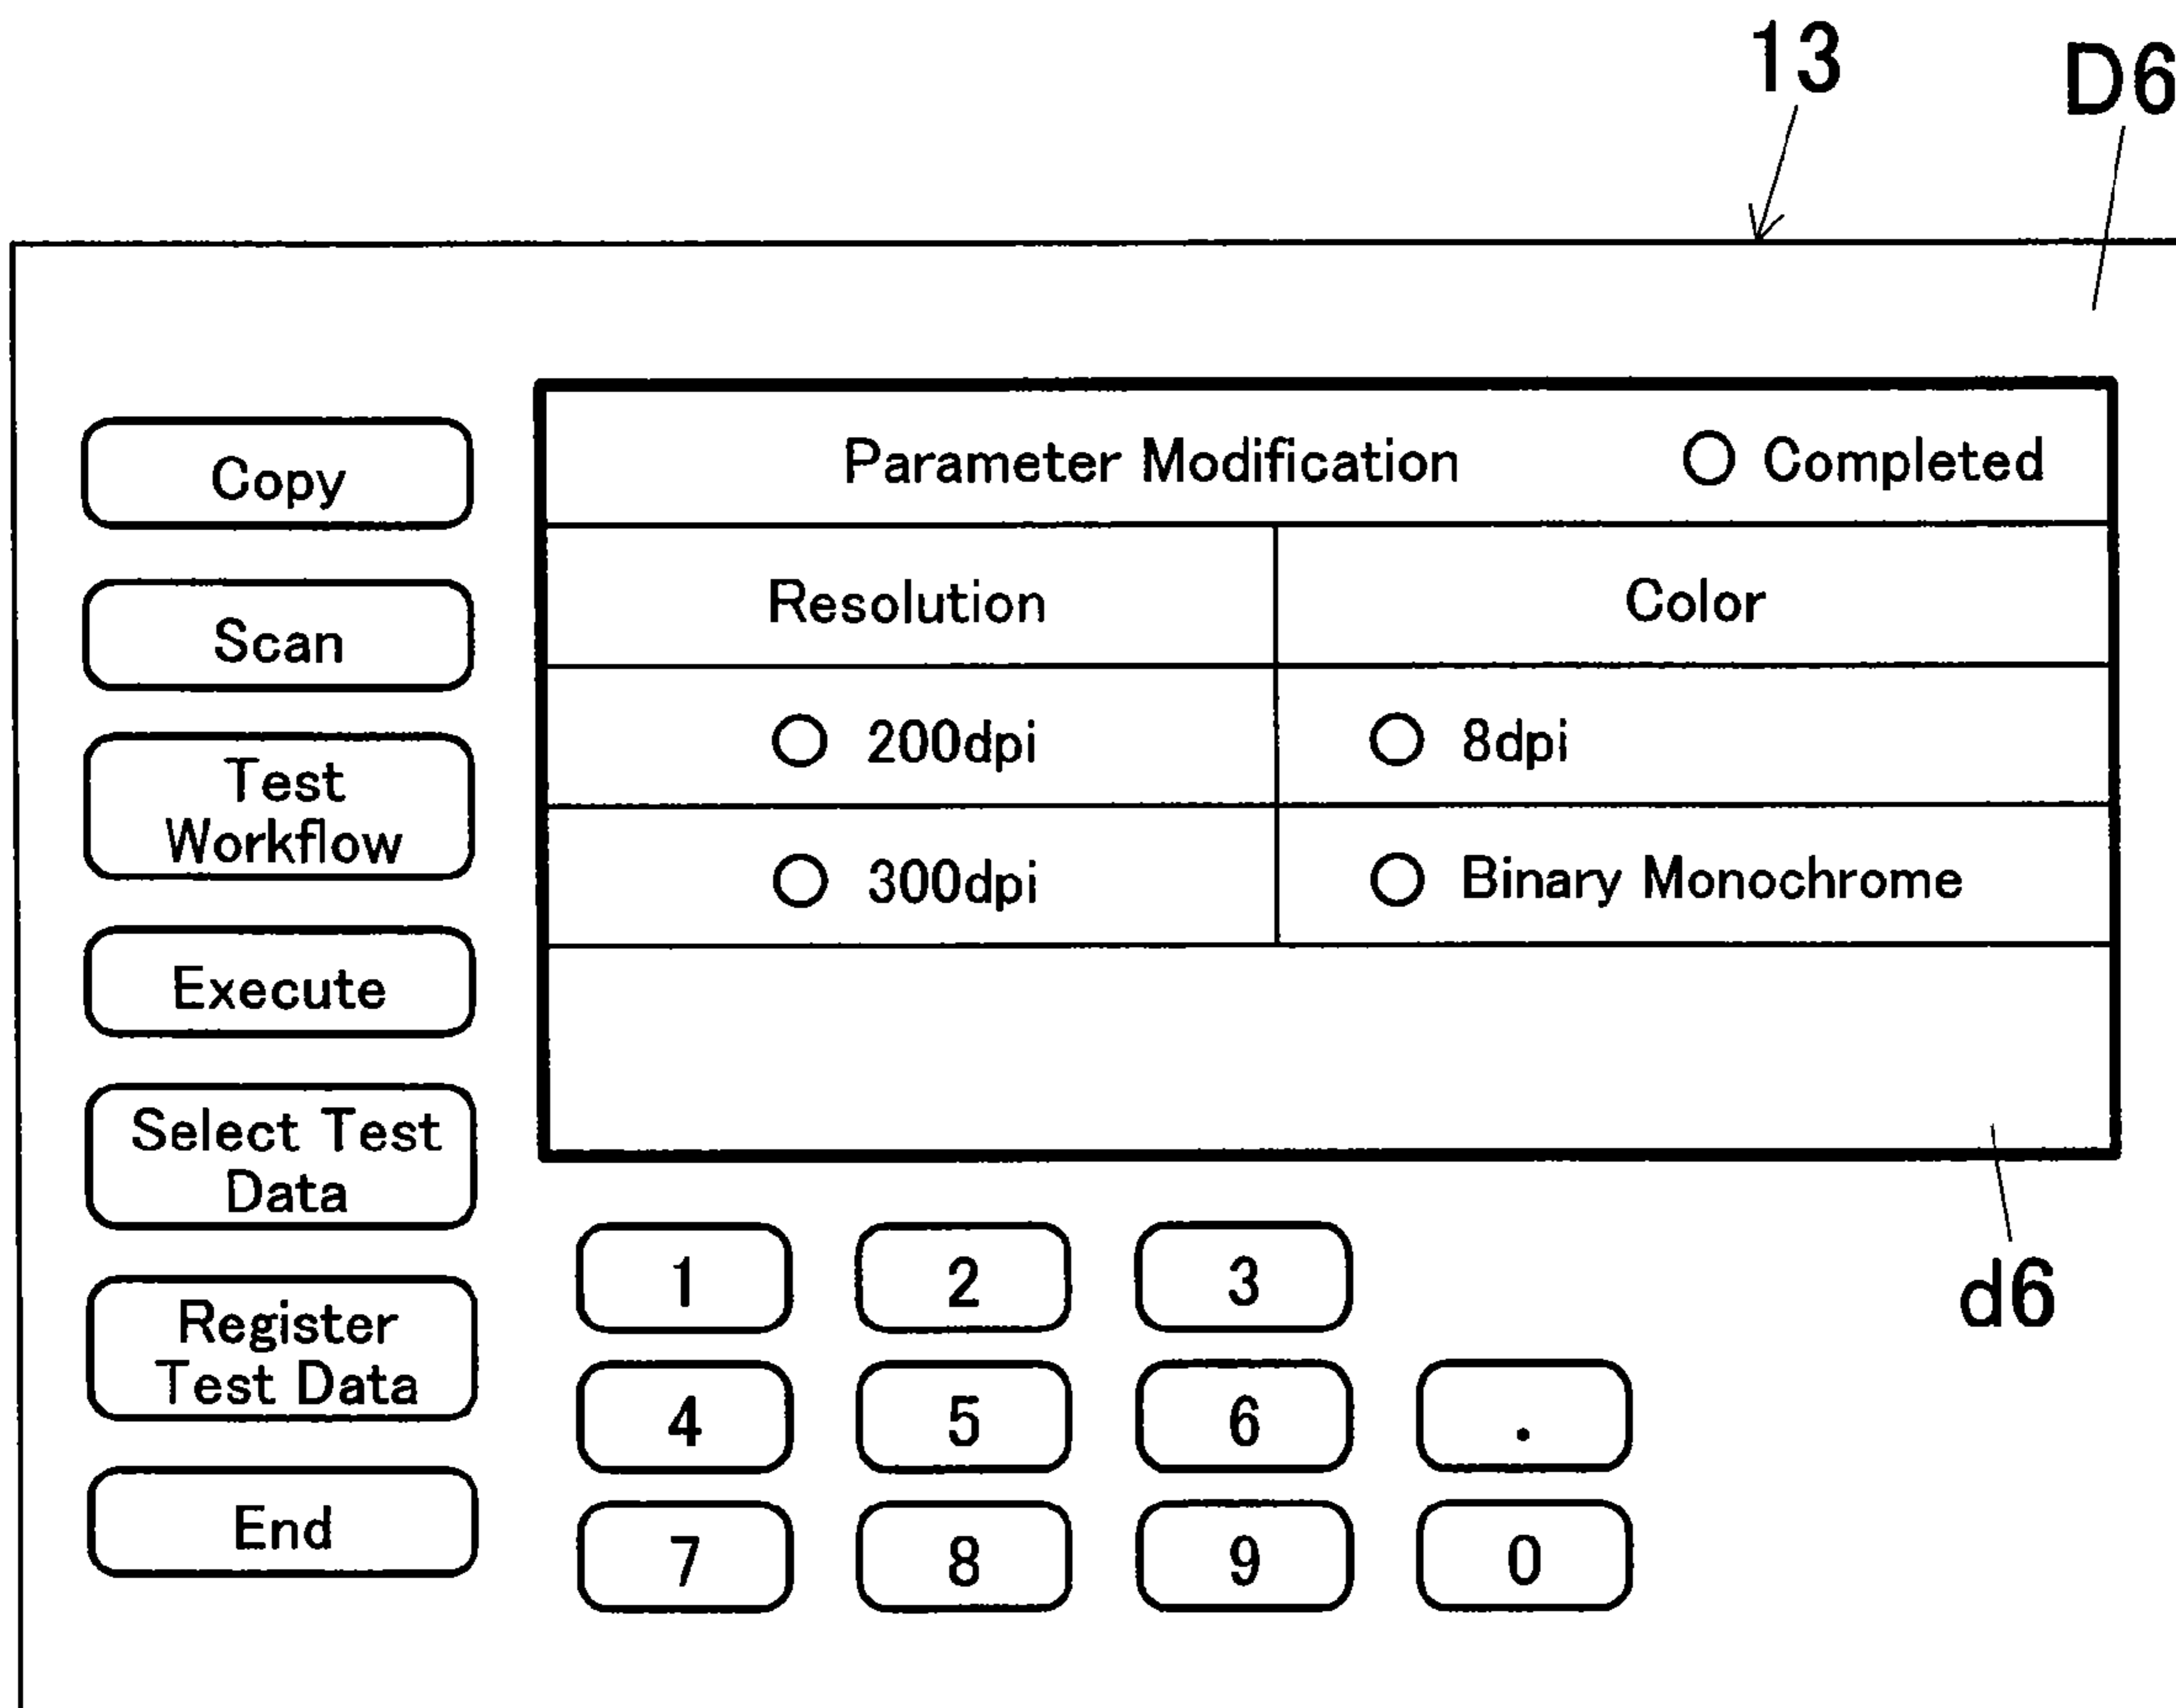 13
D6
Copy
Scan
Test
Workflow
Execute
Select Test
Data
Register
Test Data
End
Parameter Modification ○ Completed
Resolution Color
○ 200dpi ○ 8dpi
○ 300dpi ○ Binary Monochrome
d6
1 2 3
4 5 6 .
7 8 9 0